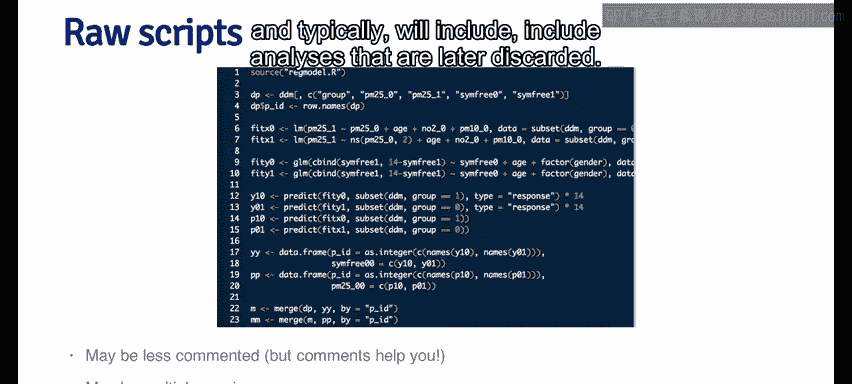 Raw scripts
and typically, will include, include
analyses that are later discarded.
1 source("regmodel.R")
2
3 dp <- ddm[, c("group", "pm25_0", "pm25_1", "symfree0", "symfree1")]
4 dp$p_id <- row.names(dp)
5
6 fitx0 <- lm(pm25_1 ~ pm25_0 + age + no2_0 + pm10_0, data = subset(ddm, group == 0
7 fitx1 <- lm(pm25_1 ~ ns(pm25_0, 2) + age + no2_0 + pm10_0, data = subset(ddm, gro
8
9 fity0 <- glm(cbind(symfree1, 14-symfree1) ~ symfree0 + age + factor(gender), data
10 fity1 <- glm(cbind(symfree1, 14-symfree1) ~ symfree0 + age + factor(gender), data
11
12 y10 <- predict(fity0, subset(ddm, group == 1), type = "response") * 14
13 y01 <- predict(fity1, subset(ddm, group == 0), type = "response") * 14
14 p10 <- predict(fitx0, subset(ddm, group == 1))
15 p01 <- predict(fitx1, subset(ddm, group == 0))
16
17 yy <- data.frame(p_id = as.integer(c(names(y10), names(y01))),
18 symfree00 = c(y10, y01))
19 pp <- data.frame(p_id = as.integer(c(names(p10), names(p01))),
20 pm25_00 = c(p10, p01))
21
22 m <- merge(dp, yy, by = "p_id")
23 mm <- merge(m, pp, by = "p_id")
• May be less commented (but comments help you!)